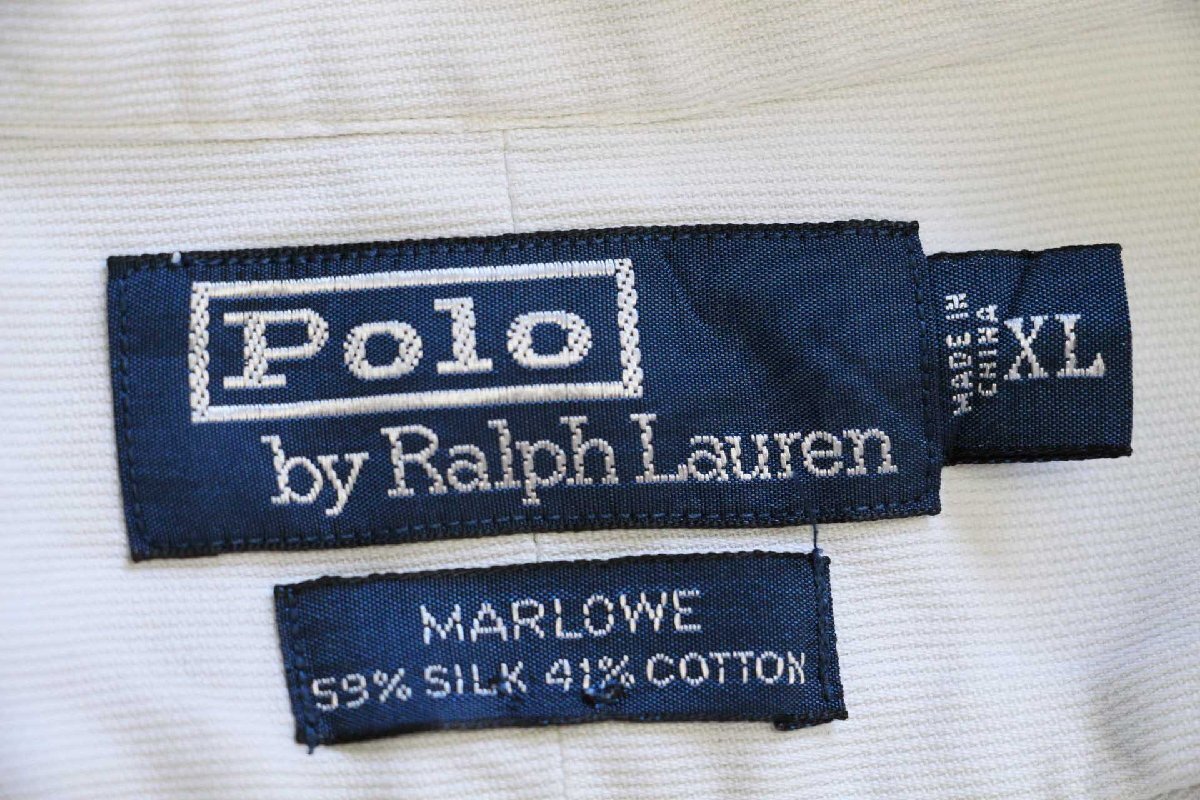 Polo
by Ralph Lauren
MADE IN
CHINA
XL
MARLOWE
59% SILK 41% COTTON